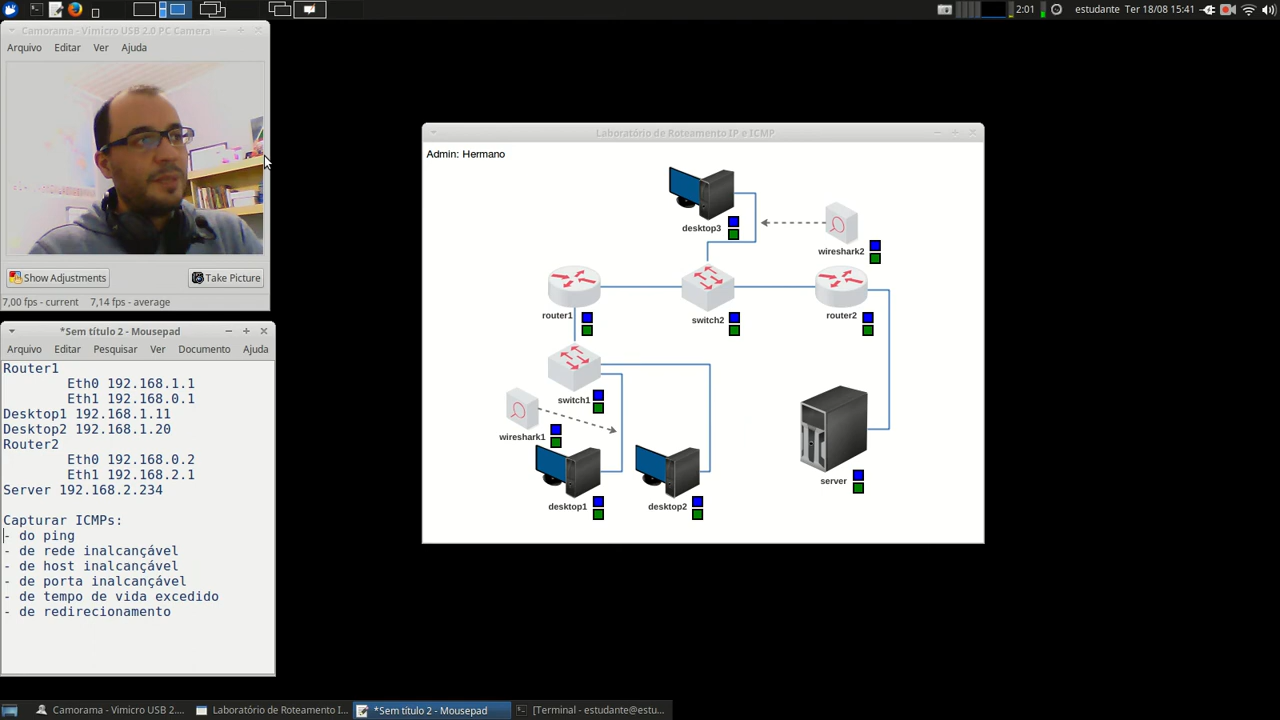 2:01 estudante Ter 18/08 15:41
Camorama - Vimicro USB 2.0 PC Camera
Arquivo Editar Ver Ajuda
Show Adjustments Take Picture
7,00 fps - current 7,14 fps - average
*Sem título 2 - Mousepad
Arquivo Editar Pesquisar Ver Documento Ajuda
Router1
Eth0 192.168.1.1
Eth1 192.168.0.1
Desktop1 192.168.1.11
Desktop2 192.168.1.20
Router2
Eth0 192.168.0.2
Eth1 192.168.2.1
Server 192.168.2.234
Capturar ICMPs:
- do ping
- de rede inalcançável
- de host inalcançável
- de porta inalcançável
- de tempo de vida excedido
- de redirecionamento
Laboratório de Roteamento IP e ICMP
Admin: Hermano
desktop3
wireshark2
router1
switch2
router2
switch1
wireshark1
server
desktop1
desktop2
Camorama - Vimicro USB 2.... Laboratório de Roteamento I... *Sem título 2 - Mousepad [Terminal - estudante@estu...